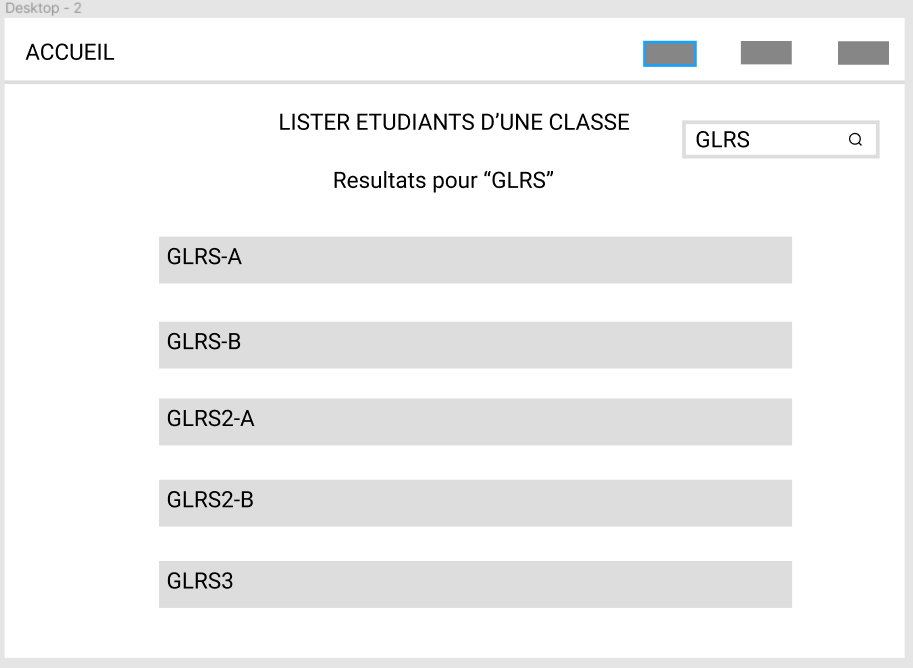 Desktop - 2
ACCUEIL
LISTER ETUDIANTS D’UNE CLASSE
GLRS
Resultats pour “GLRS”
GLRS-A
GLRS-B
GLRS2-A
GLRS2-B
GLRS3